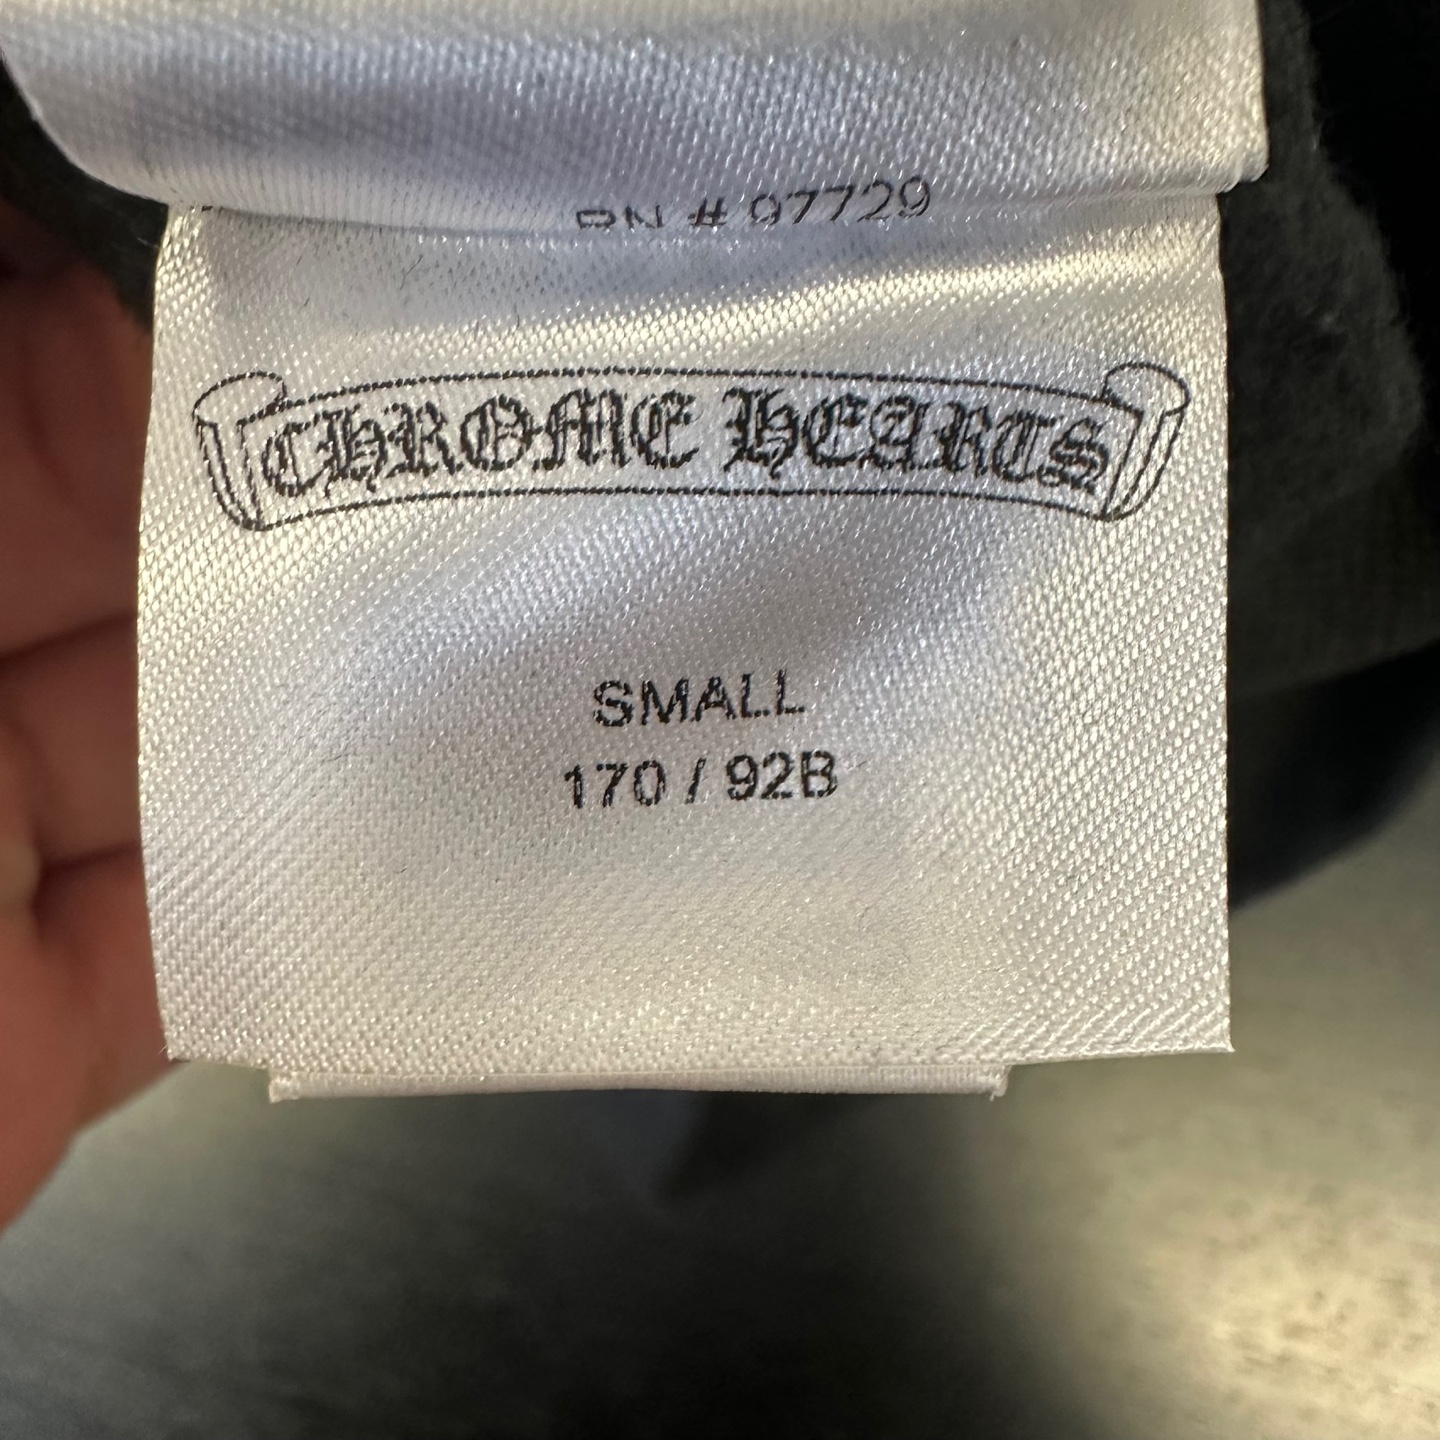 RN # 97729
CHROME HEARTS
SMALL
170 / 92B